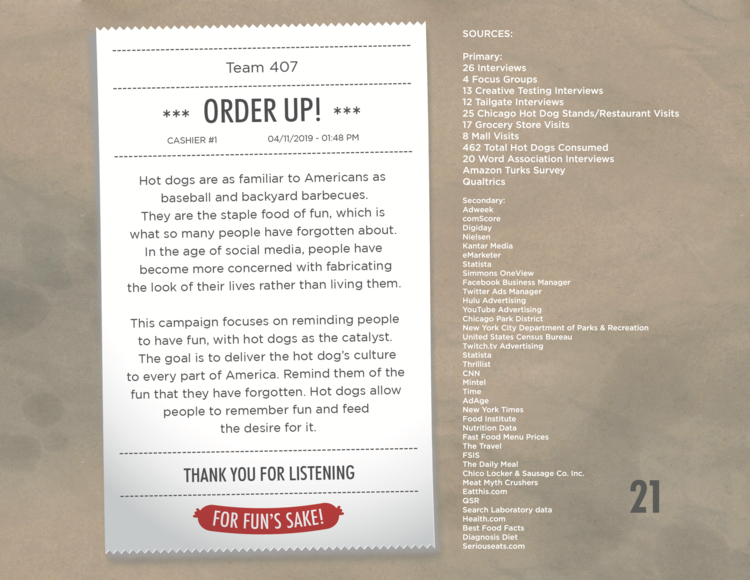 Team 407
*** ORDER UP! ***
CASHIER #1 04/11/2019 - 01:48 PM
Hot dogs are as familiar to Americans as
baseball and backyard barbecues.
They are the staple food of fun, which is
what so many people have forgotten about.
In the age of social media, people have
become more concerned with fabricating
the look of their lives rather than living them.
This campaign focuses on reminding people
to have fun, with hot dogs as the catalyst.
The goal is to deliver the hot dog's culture
to every part of America. Remind them of the
fun that they have forgotten. Hot dogs allow
people to remember fun and feed
the desire for it.
THANK YOU FOR LISTENING
FOR FUN'S SAKE!
SOURCES:
Primary:
26 Interviews
4 Focus Groups
13 Creative Testing Interviews
12 Tailgate Interviews
25 Chicago Hot Dog Stands/Restaurant Visits
17 Grocery Store Visits
8 Mall Visits
462 Total Hot Dogs Consumed
20 Word Association Interviews
Amazon Turks Survey
Qualtrics
Secondary:
Adweek
comScore
Digiday
Nielsen
Kantar Media
eMarketer
Statista
Simmons OneView
Facebook Business Manager
Twitter Ads Manager
Hulu Advertising
YouTube Advertising
Chicago Park District
New York City Department of Parks & Recreation
United States Census Bureau
Twitch.tv Advertising
Statista
Thrillist
CNN
Mintel
Time
AdAge
New York Times
Food Institute
Nutrition Data
Fast Food Menu Prices
The Travel
FSIS
The Daily Meal
Chico Locker & Sausage Co. Inc.
Meat Myth Crushers
Eatthis.com
QSR
Search Laboratory data
Health.com
Best Food Facts
Diagnosis Diet
Seriouseats.com
21